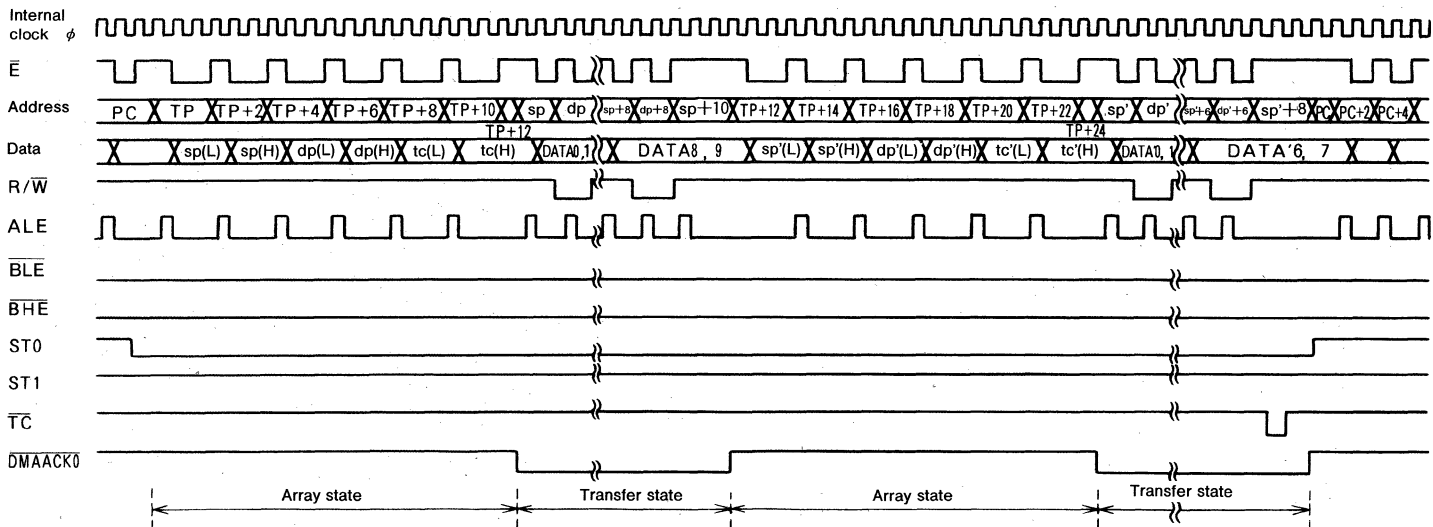 Internal
clock φ
E
Address
PC TP TP+2 TP+4 TP+6 TP+8 TP+10 sp dp sp+8 dp+8 sp+10 TP+12 TP+14 TP+16 TP+18 TP+20 TP+22 sp' dp' sp'+6 dp'+6 sp'+8 PC PC+2 PC+4
TP+12 TP+24
Data
sp(L) sp(H) dp(L) dp(H) tc(L) tc(H) DATA0,1 DATA8, 9 sp'(L) sp'(H) dp'(L) dp'(H) tc'(L) tc'(H) DATA'0, 1 DATA'6, 7
R/W
ALE
BLE
BHE
ST0
ST1
TC
DMAACK0
Array state Transfer state Array state Transfer state